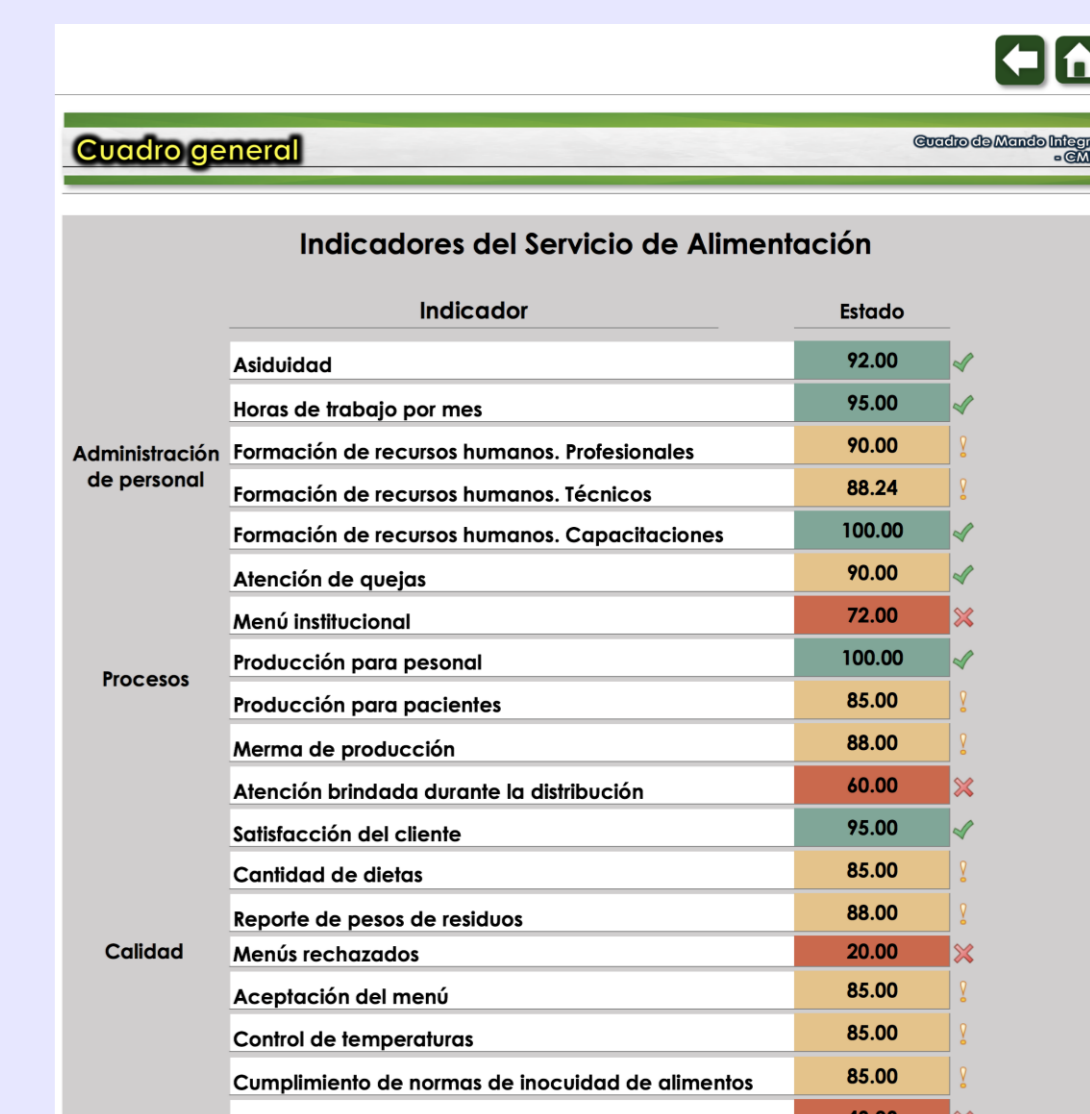 Cuadro general
Cuadro de Mando
- 
Indicadores del Servicio de Alimentación
Indicador Estado
Asiduidad 92.00
Horas de trabajo por mes 95.00
Administración
de personal
Formación de recursos humanos. Profesionales 90.00
Formación de recursos humanos. Técnicos 88.24
Formación de recursos humanos. Capacitaciones 100.00
Atención de quejas 90.00
Menú institucional 72.00
Procesos
Producción para pesonal 100.00
Producción para pacientes 85.00
Merma de producción 88.00
Atención brindada durante la distribución 60.00
Satisfacción del cliente 95.00
Cantidad de dietas 85.00
Reporte de pesos de residuos 88.00
Calidad
Menús rechazados 20.00
Aceptación del menú 85.00
Control de temperaturas 85.00
Cumplimiento de normas de inocuidad de alimentos 85.00